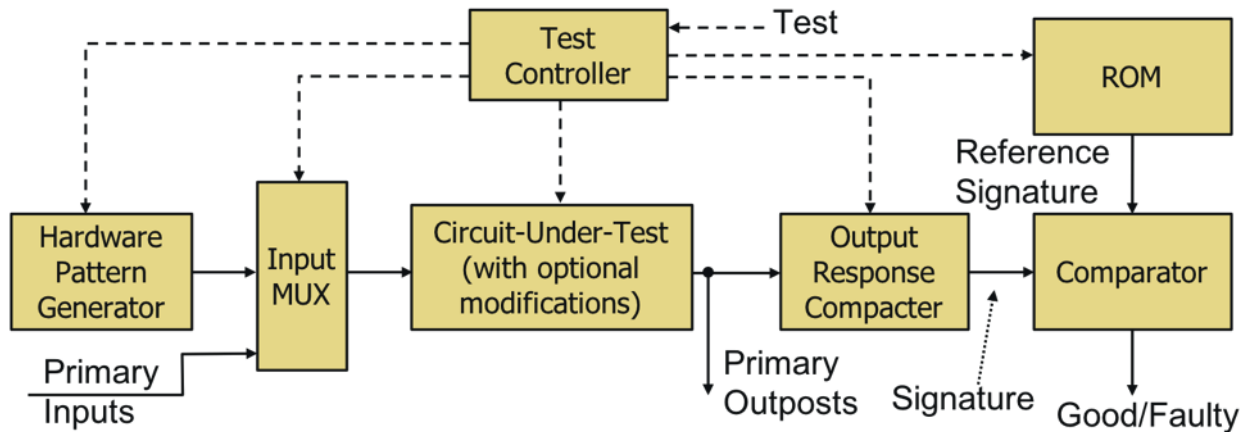 Test
Controller
Test
ROM
Reference
Signature
Hardware
Pattern
Generator
Input
MUX
Circuit-Under-Test
(with optional
modifications)
Output
Response
Compacter
Comparator
Primary
Inputs
Primary
Outposts
Signature
Good/Faulty